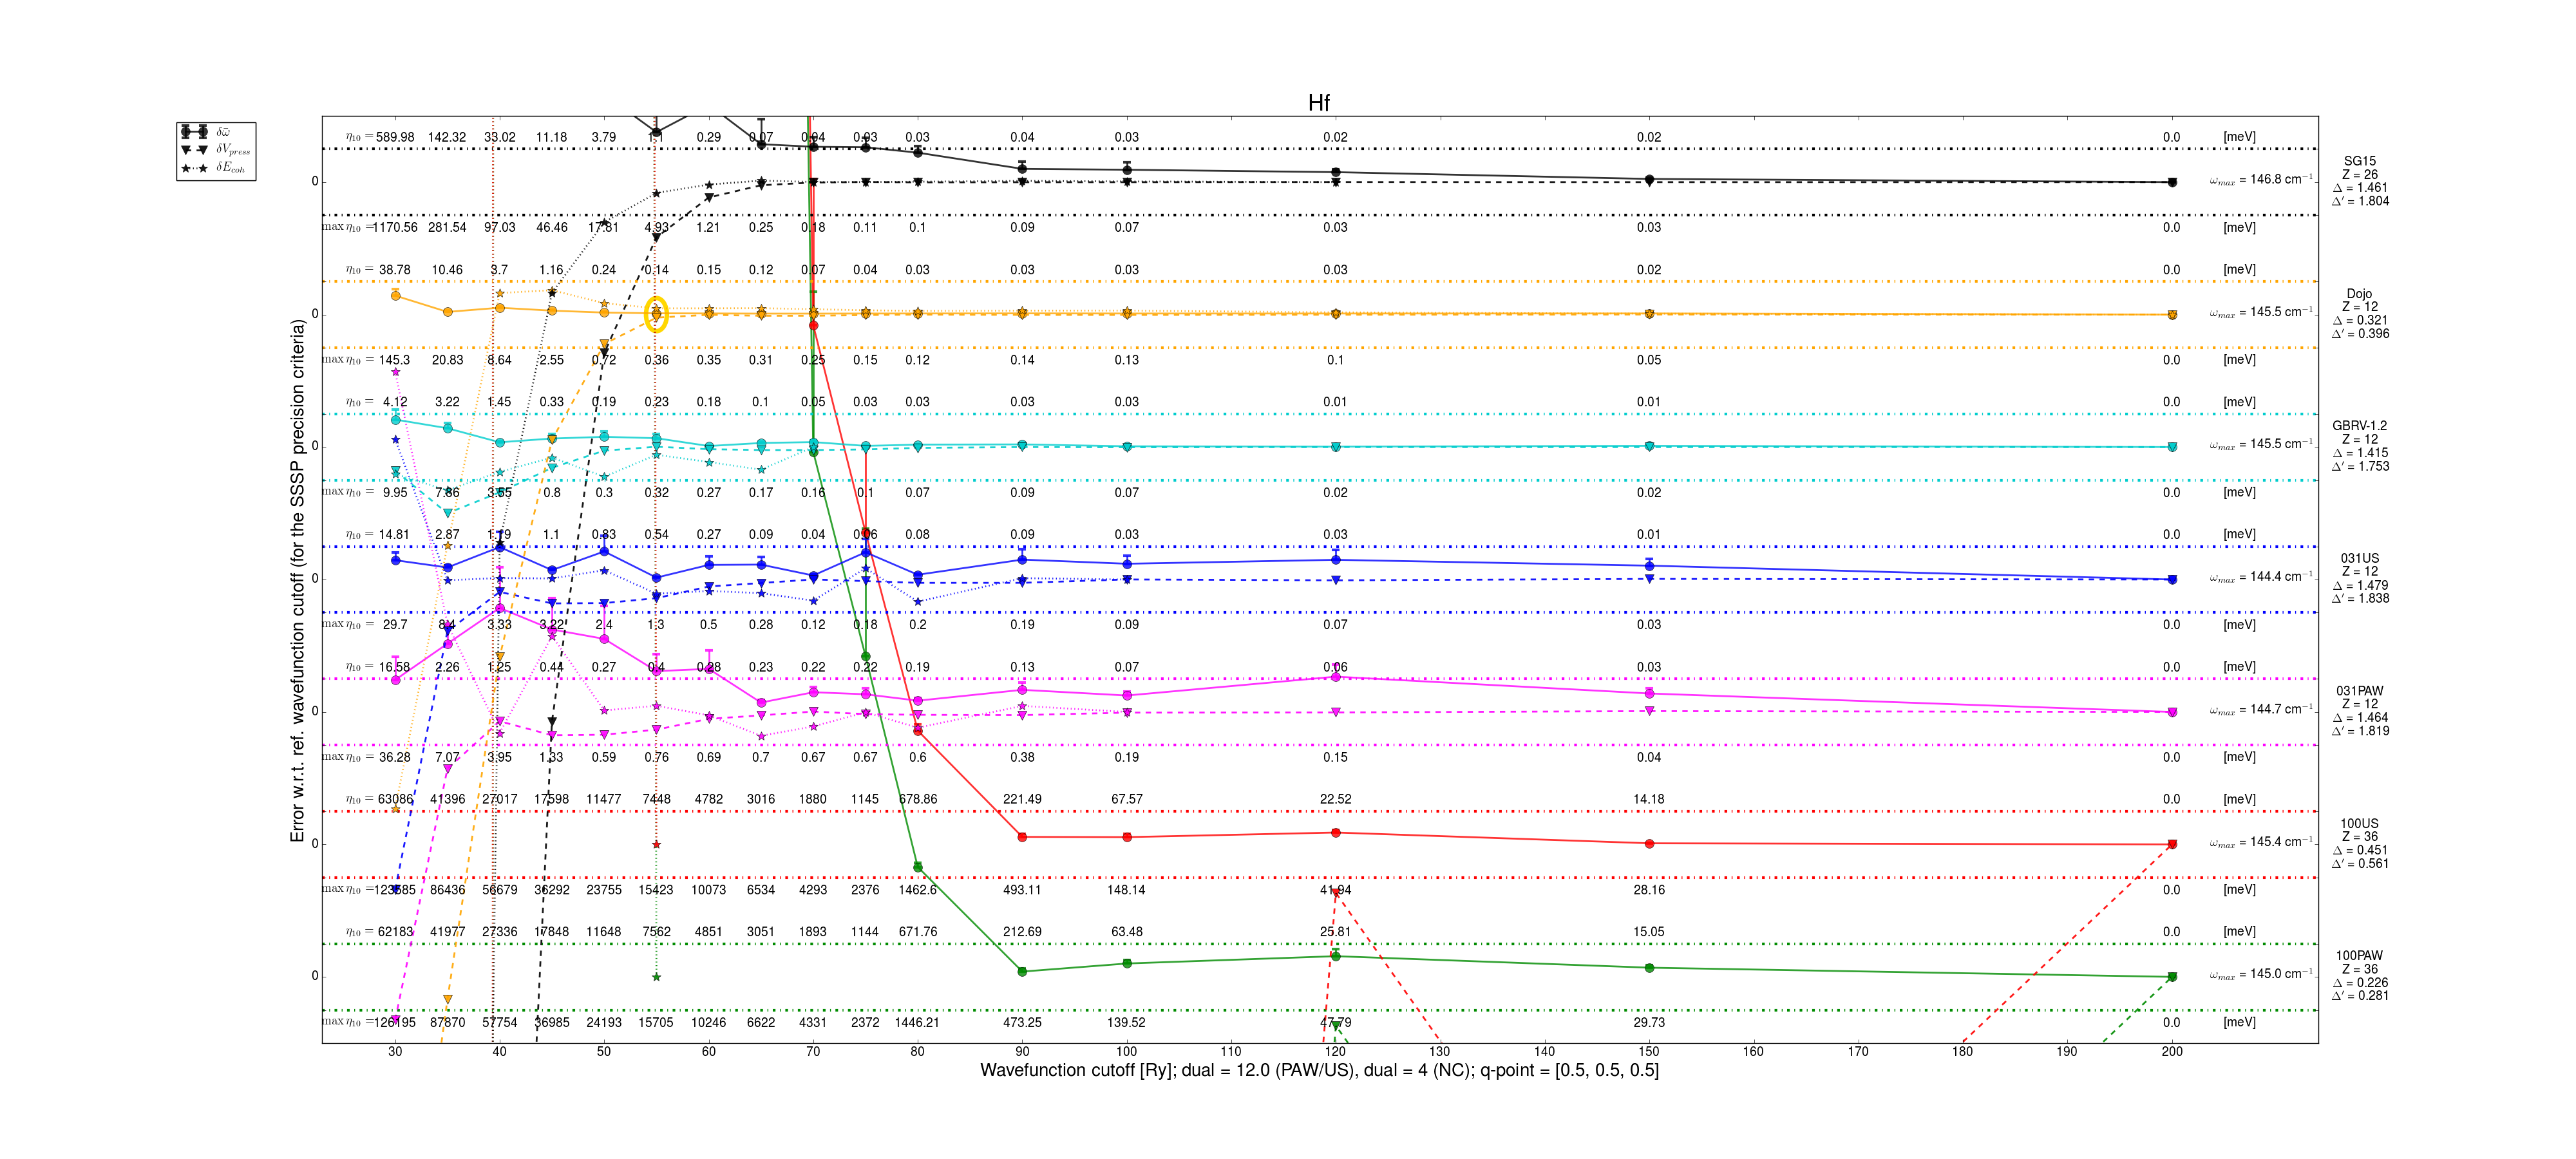 Hf
δω̄
δV_press
δE_coh
Error w.r.t. ref. wavefunction cutoff (for the SSSP precision criteria)
η₁₀ = 589.98 142.32 33.02 11.18 3.79 1.1 0.29 0.07 0.04 0.03 0.03 0.04 0.03 0.02 0.02 0.0 [meV]
0 ω_max = 146.8 cm⁻¹
max η₁₀ = 1170.56 281.54 97.03 46.46 17.81 4.93 1.21 0.25 0.18 0.11 0.1 0.09 0.07 0.03 0.03 0.0 [meV]
SG15
Z = 26
Δ = 1.461
Δ′ = 1.804
η₁₀ = 38.78 10.46 3.7 1.16 0.24 0.14 0.15 0.12 0.07 0.04 0.03 0.03 0.03 0.03 0.02 0.0 [meV]
0 ω_max = 145.5 cm⁻¹
max η₁₀ = 145.3 20.83 8.64 2.55 0.72 0.36 0.35 0.31 0.25 0.15 0.12 0.14 0.13 0.1 0.05 0.0 [meV]
Dojo
Z = 12
Δ = 0.321
Δ′ = 0.396
η₁₀ = 4.12 3.22 1.45 0.33 0.19 0.23 0.18 0.1 0.05 0.03 0.03 0.03 0.03 0.01 0.01 0.0 [meV]
0 ω_max = 145.5 cm⁻¹
max η₁₀ = 9.95 7.86 0.8 0.3 0.32 0.27 0.17 0.16 0.1 0.07 0.09 0.07 0.02 0.02 0.0 [meV]
GBRV-1.2
Z = 12
Δ = 1.415
Δ′ = 1.753
η₁₀ = 14.81 2.87 1.1 0.54 0.27 0.09 0.04 0.08 0.09 0.03 0.03 0.01 0.0 [meV]
0 ω_max = 144.4 cm⁻¹
max η₁₀ = 29.7 8.4 3.33 3.22 2.4 1.3 0.5 0.28 0.12 0.18 0.2 0.19 0.09 0.07 0.03 0.0 [meV]
031US
Z = 12
Δ = 1.479
Δ′ = 1.838
η₁₀ = 16.58 2.26 1.25 0.44 0.27 0.4 0.28 0.23 0.22 0.22 0.19 0.13 0.07 0.06 0.03 0.0 [meV]
0 ω_max = 144.7 cm⁻¹
max η₁₀ = 36.28 7.07 3.95 1.33 0.59 0.76 0.69 0.7 0.67 0.67 0.6 0.38 0.19 0.15 0.04 0.0 [meV]
031PAW
Z = 12
Δ = 1.464
Δ′ = 1.819
η₁₀ = 63086 41396 27017 17598 11477 7448 4782 3016 1880 1145 678.86 221.49 67.57 22.52 14.18 0.0 [meV]
0 ω_max = 145.4 cm⁻¹
max η₁₀ = 86436 56679 36292 23755 15423 10073 6534 4293 2376 1462.6 493.11 148.14 41.94 28.16 0.0 [meV]
100US
Z = 36
Δ = 0.451
Δ′ = 0.561
η₁₀ = 62183 41977 27336 17848 11648 7562 4851 3051 1893 1144 671.76 212.69 63.48 25.81 15.05 0.0 [meV]
0 ω_max = 145.0 cm⁻¹
max η₁₀ = 126195 87870 57754 36985 24193 15705 10246 6622 4331 2372 1446.21 473.25 139.52 47.79 29.73 0.0 [meV]
100PAW
Z = 36
Δ = 0.226
Δ′ = 0.281
30 40 50 60 70 80 90 100 110 120 130 140 150 160 170 180 190 200
Wavefunction cutoff [Ry]; dual = 12.0 (PAW/US), dual = 4 (NC); q-point = [0.5, 0.5, 0.5]